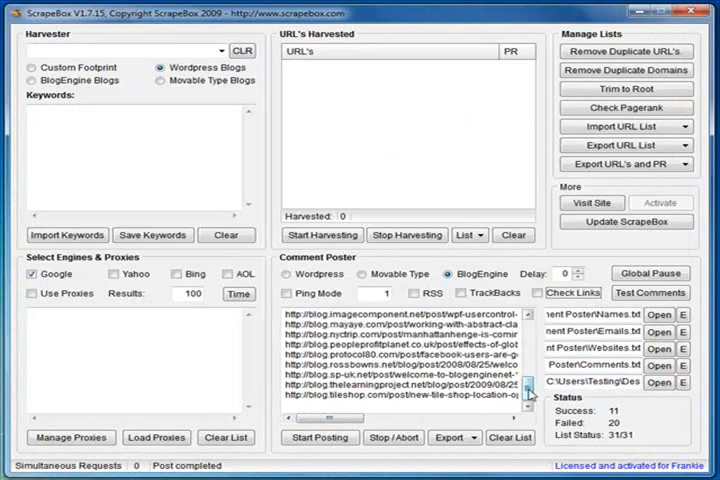 ScrapeBox V1.7.15, Copyright ScrapeBox 2009 - http://www.scrapebox.com
Harvester
CLR
Custom Footprint
Wordpress Blogs
BlogEngine Blogs
Movable Type Blogs
Keywords:
Import Keywords
Save Keywords
Clear
URL's Harvested:
URL's
PR
Harvested: 0
Start Harvesting
Stop Harvesting
List
Clear
Manage Lists
Remove Duplicate URL's.
Remove Duplicate Domains
Trim to Root
Check Pagerank
Import URL List
Export URL List
Export URL's and PR
More
Visit Site
Activate
Update ScrapeBox
Select Engines & Proxies
Google
Yahoo
Bing
AOL
Use Proxies
Results:
100
Time
Manage Proxies
Load Proxies
Clear List
Comment Poster
Wordpress
Movable Type
BlogEngine
Delay:
0
Global Pause
Ping Mode
1
RSS
TrackBacks
Check Links
Test Comments
http://blog.imagecomponent.net/post/wpf-usercontrol-
http://blog.mayaye.com/post/working-with-abstract-cla
http://blog.nyctomachia.com/post/manhattanhenge-is-coming
http://blog.peopleprofitplanet.co.uk/post/effects-of-glob
http://blog.protocol80.com/post/facebook-users-are-g
http://blog.rossbowns.net/post/2008/08/25/welco
http://blog.sp-uk.net/post/welcome-to-blogenginenet-
http://blog.thelearningproject.net/blog/post/2009/08/25
http://blog.tileshop.com/post/new-tile-shop-location-o
ent Poster\Names.txt
Open
E
ent Poster\Emails.txt
Open
E
nt Poster\Websites.txt
Open
E
Poster\Comments.txt
Open
E
C:\Users\Testing\Des
Open
E
Start Posting
Stop / Abort
Export
Clear List
Status
Success: 11
Failed: 20
List Status: 31/31
Simultaneous Requests 0 Post completed
Licensed and activated for Frankie